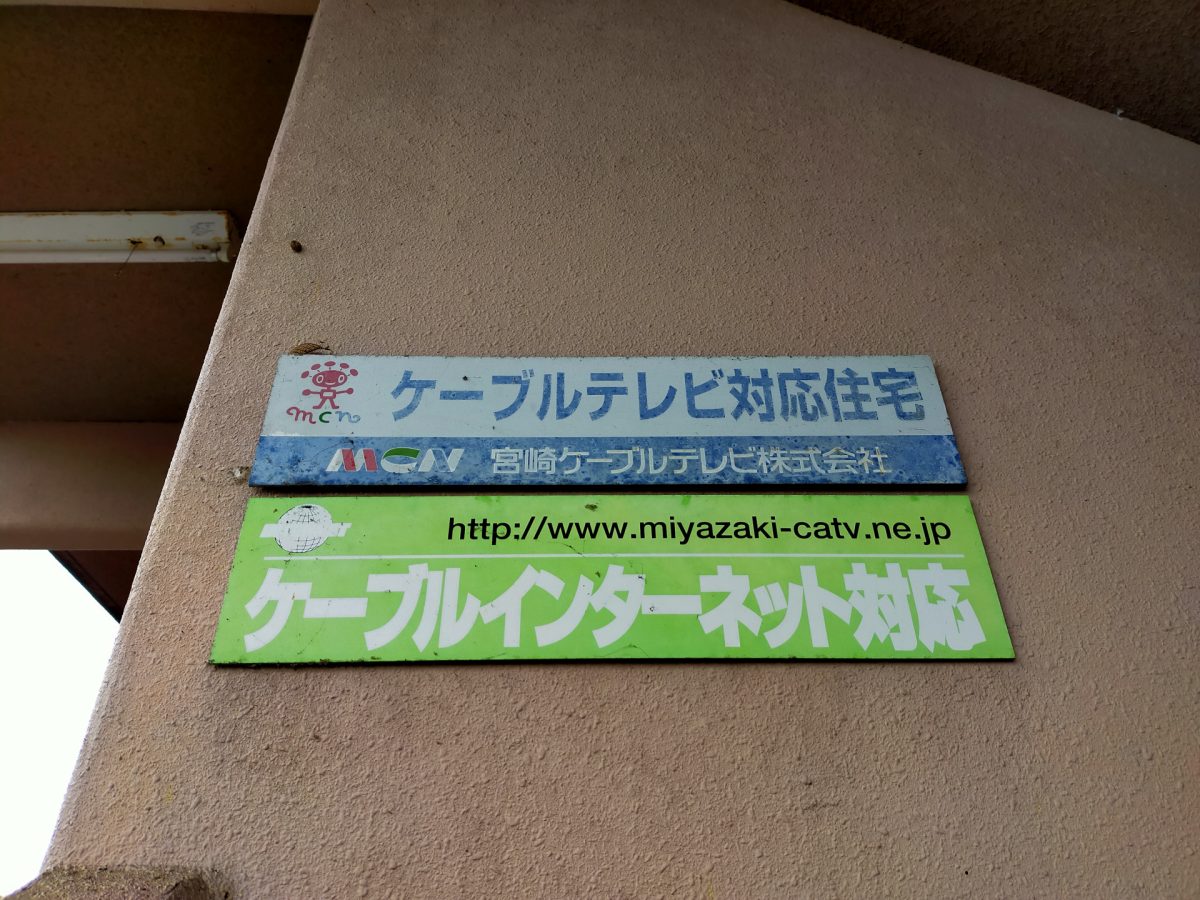 ケーブルテレビ対応住宅
mcn
MCN 宮崎ケーブルテレビ株式会社
http://www.miyazaki-catv.ne.jp
ケーブルインターネット対応